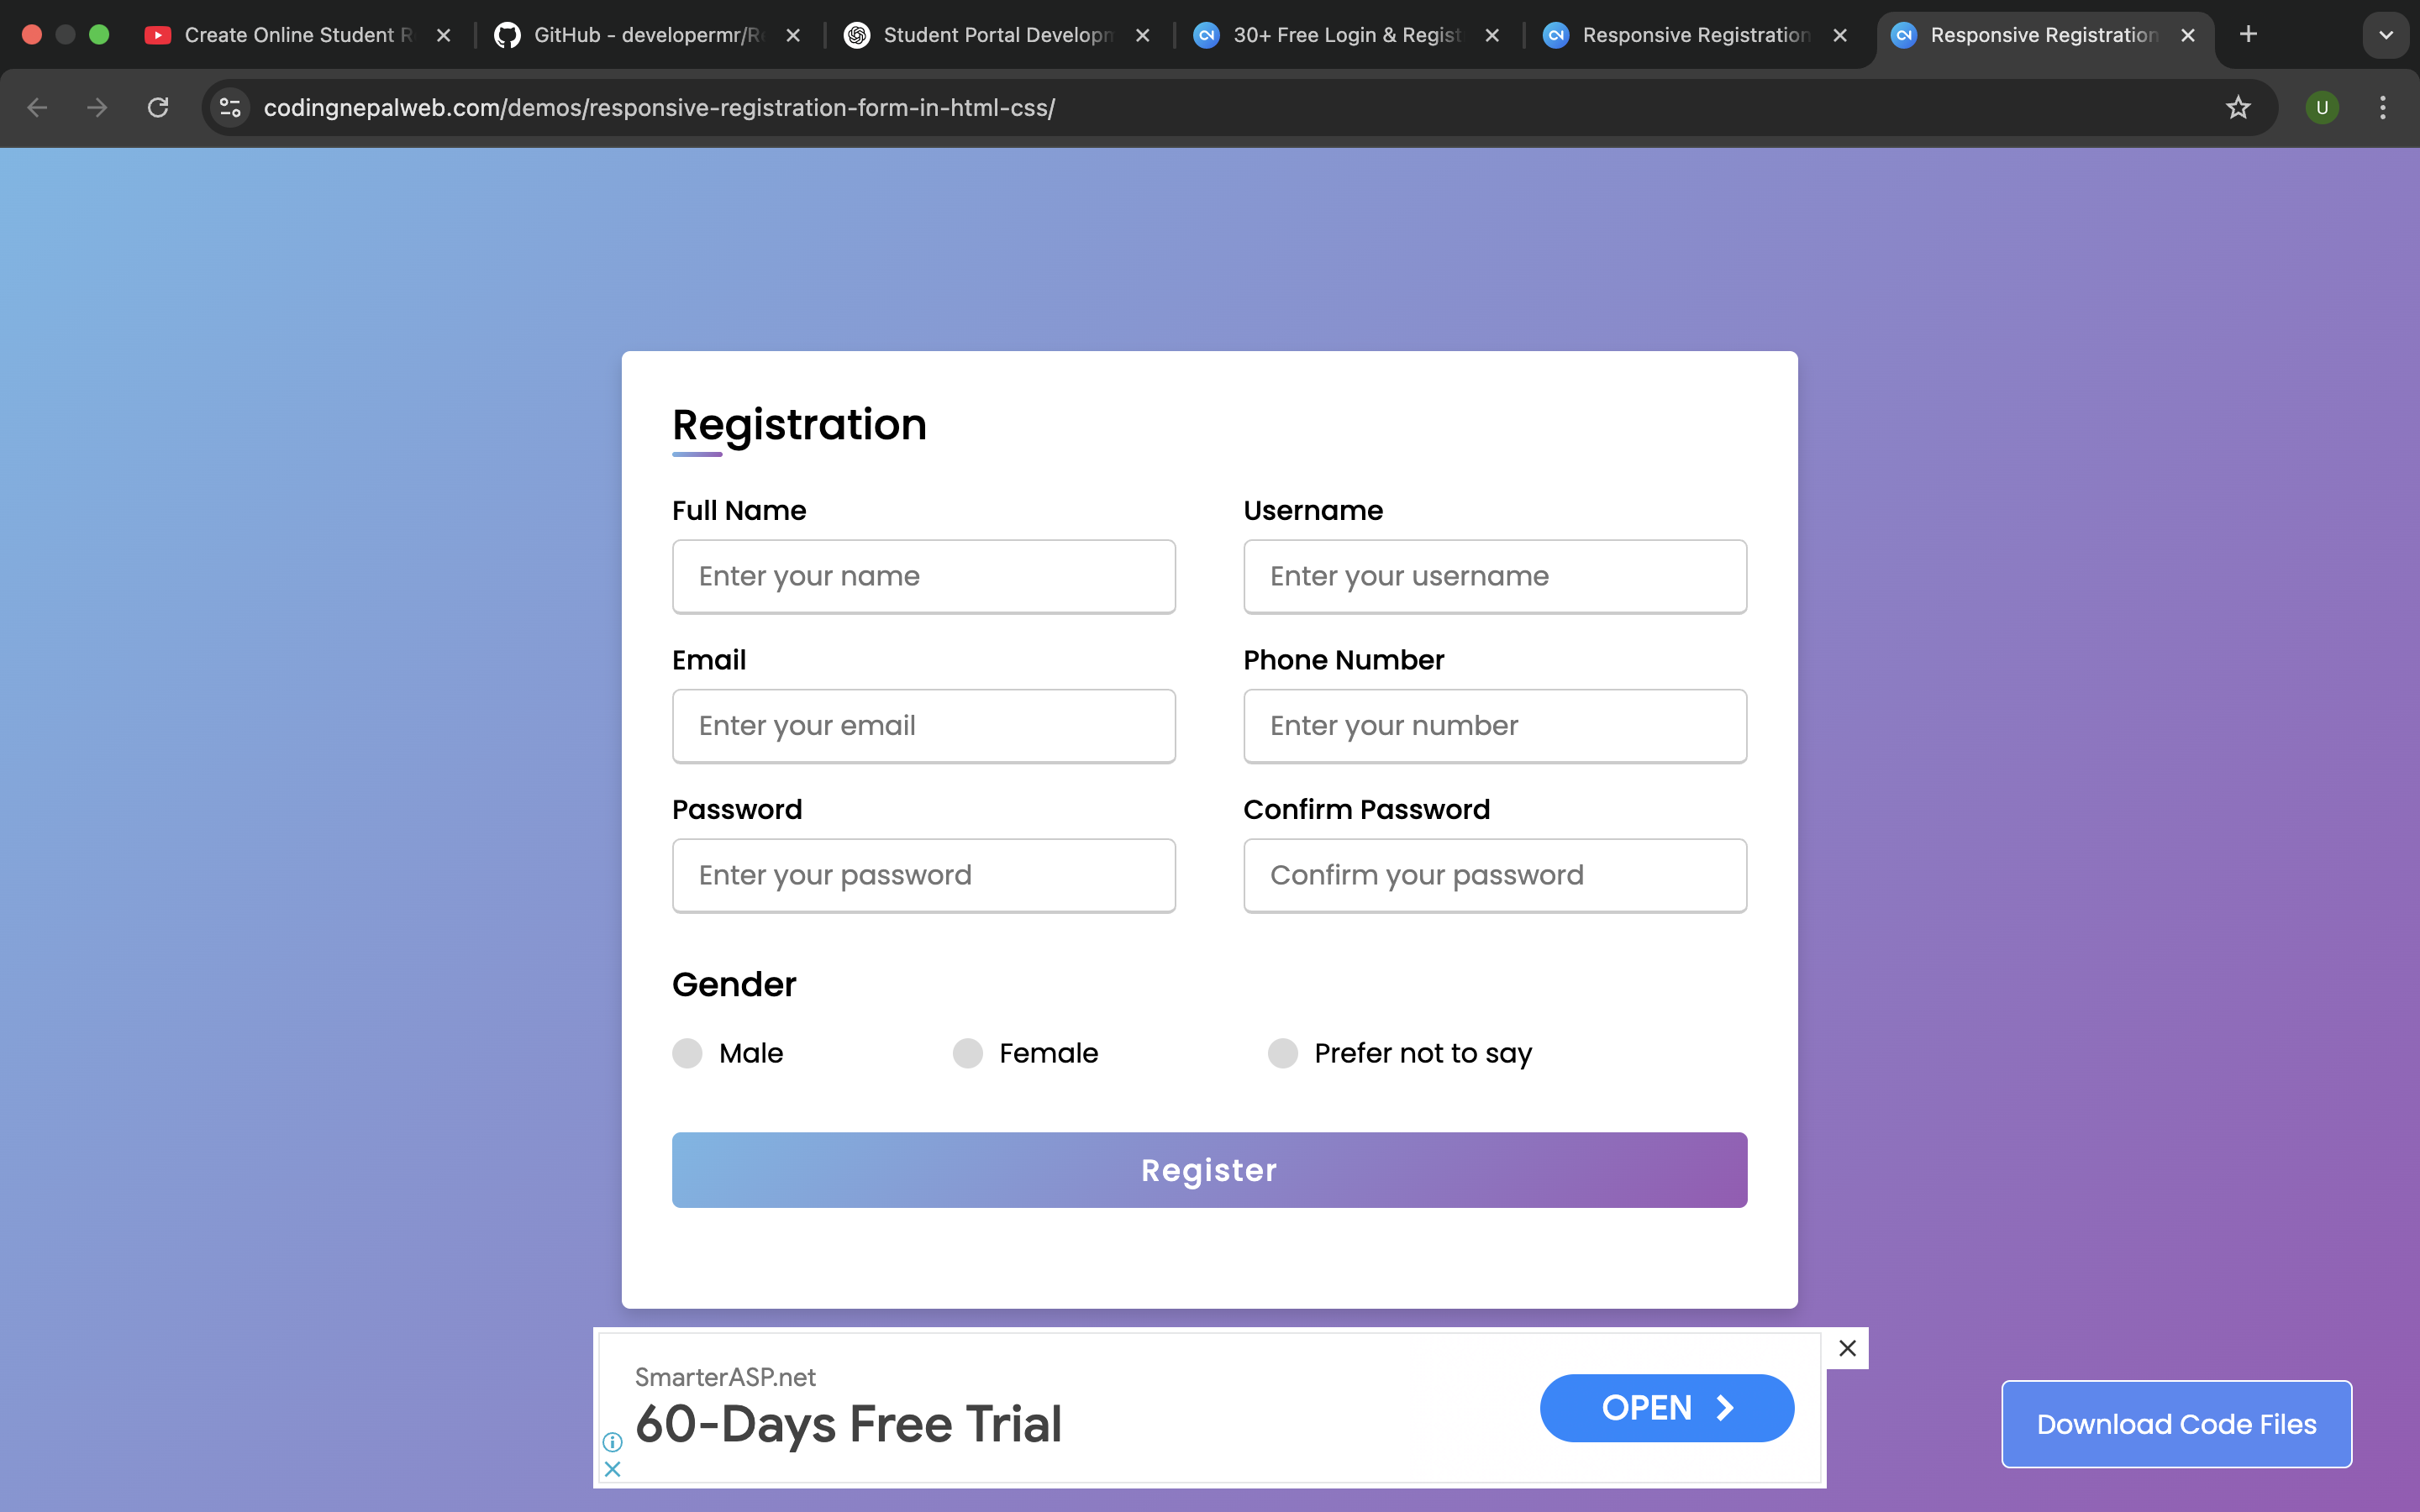 Create Online Student R
GitHub - developermr/R
Student Portal Develop
30+ Free Login & Regist
Responsive Registration
Responsive Registration
codingnepalweb.com/demos/responsive-registration-form-in-html-css/
U
Registration
Full Name
Username
Enter your name
Enter your username
Email
Phone Number
Enter your email
Enter your number
Password
Confirm Password
Enter your password
Confirm your password
Gender
Male
Female
Prefer not to say
Register
SmarterASP.net
60-Days Free Trial
OPEN
Download Code Files